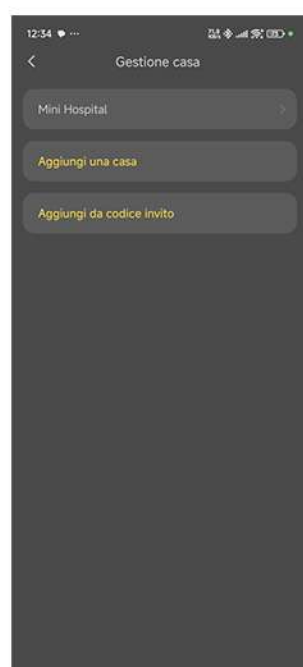 12:34
Gestione casa
Mini Hospital
Aggiungi una casa
Aggiungi da codice invito